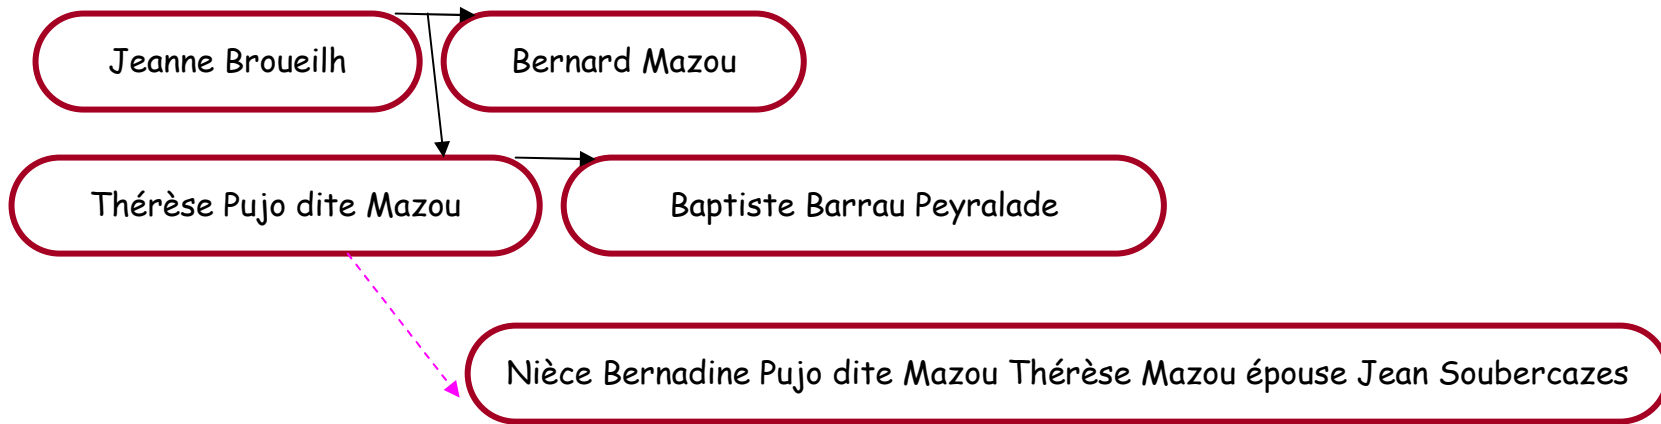 Jeanne Broueilh
Bernard Mazou
Thérèse Pujo dite Mazou
Baptiste Barrau Peyralade
Nièce Bernadine Pujo dite Mazou Thérèse Mazou épouse Jean Soubercazes